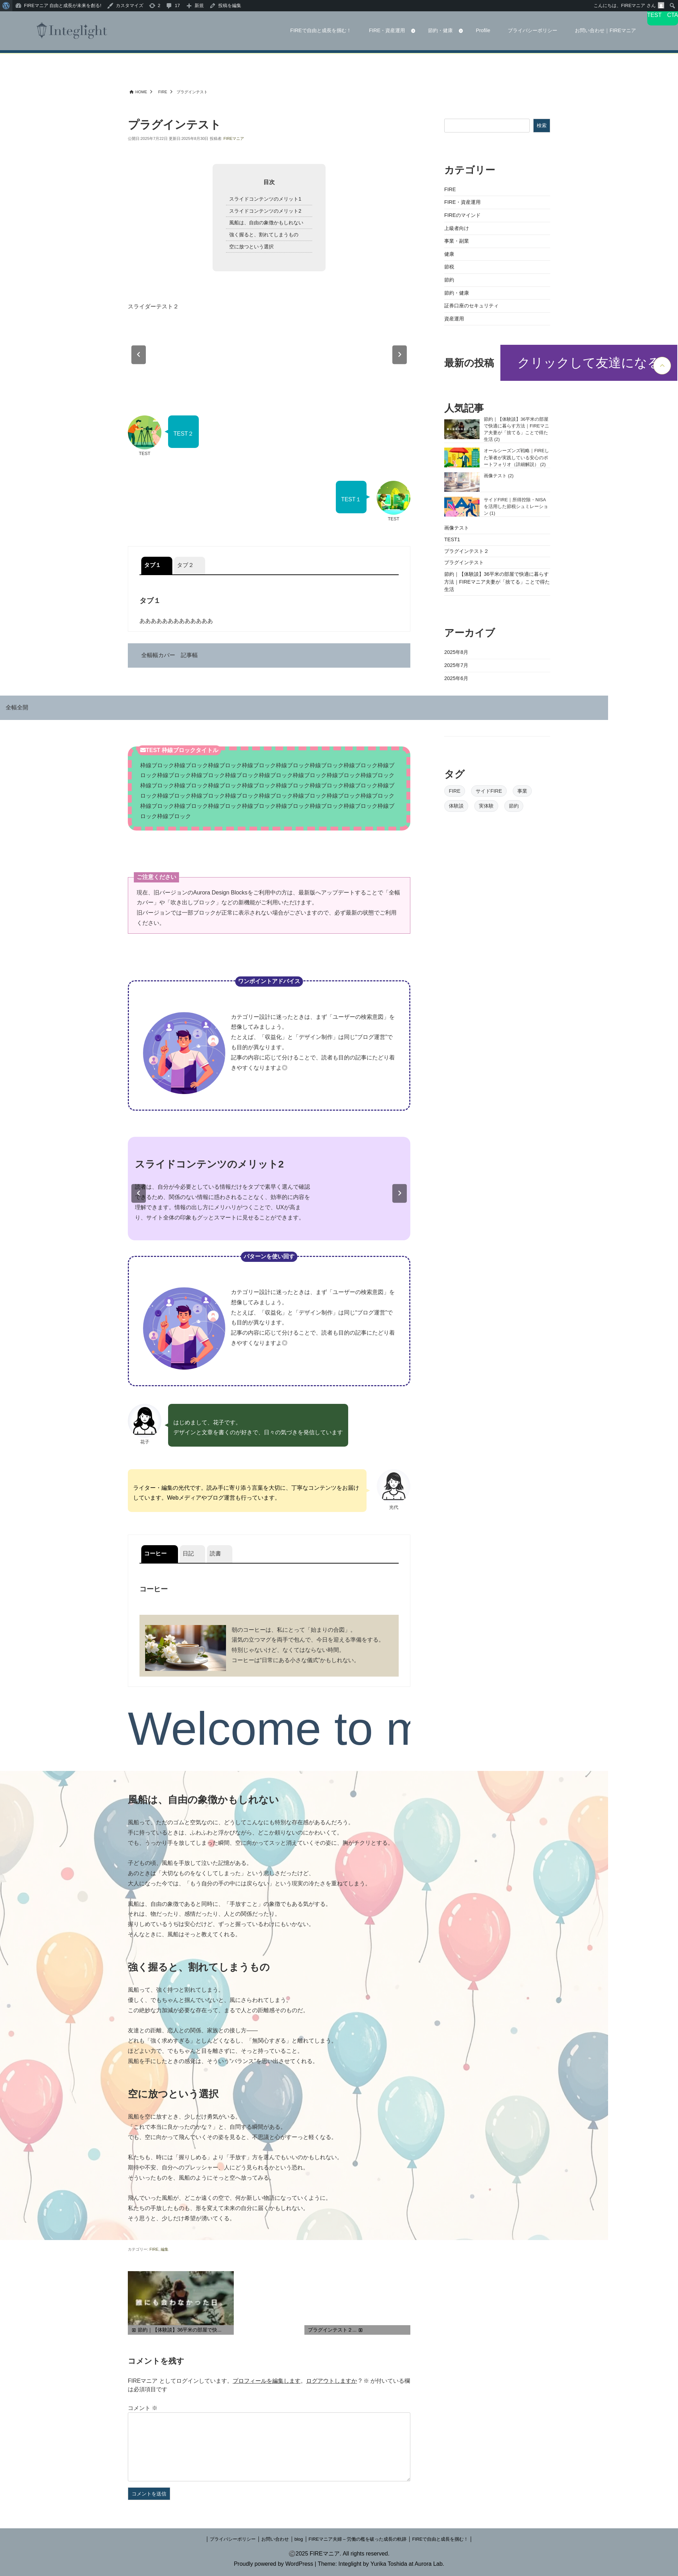 FIREマニア 自由と成長が未来を創る!
カスタマイズ
2
17
新規
投稿を編集
こんにちは、FIREマニア さん
TEST CTA
Integlight
FIREで自由と成長を掴む！
FIRE・資産運用
節約・健康
Profile
プライバシーポリシー
お問い合わせ｜FIREマニア
HOME
FIRE
プラグインテスト
プラグインテスト
公開日:2025年7月22日 更新日:2025年8月30日 投稿者: FIREマニア
目次
スライドコンテンツのメリット1
スライドコンテンツのメリット2
風船は、自由の象徴かもしれない
強く握ると、割れてしまうもの
空に放つという選択
スライダーテスト２
TEST
TEST２
TEST１
TEST
タブ１
タブ２
タブ１
あああああああああああああ
全幅幅カバー　記事幅
全幅全開
TEST 枠線ブロックタイトル
枠線ブロック枠線ブロック枠線ブロック枠線ブロック枠線ブロック枠線ブロック枠線ブロック枠線ブ
ロック枠線ブロック枠線ブロック枠線ブロック枠線ブロック枠線ブロック枠線ブロック枠線ブロック
枠線ブロック枠線ブロック枠線ブロック枠線ブロック枠線ブロック枠線ブロック枠線ブロック枠線ブ
ロック枠線ブロック枠線ブロック枠線ブロック枠線ブロック枠線ブロック枠線ブロック枠線ブロック
枠線ブロック枠線ブロック枠線ブロック枠線ブロック枠線ブロック枠線ブロック枠線ブロック枠線ブ
ロック枠線ブロック
ご注意ください
現在、旧バージョンのAurora Design Blocksをご利用中の方は、最新版へアップデートすることで「全幅
カバー」や「吹き出しブロック」などの新機能がご利用いただけます。
旧バージョンでは一部ブロックが正常に表示されない場合がございますので、必ず最新の状態でご利用
ください。
ワンポイントアドバイス
カテゴリー設計に迷ったときは、まず「ユーザーの検索意図」を
想像してみましょう。
たとえば、「収益化」と「デザイン制作」は同じ"ブログ運営"で
も目的が異なります。
記事の内容に応じて分けることで、読者も目的の記事にたどり着
きやすくなりますよ◎
スライドコンテンツのメリット2
読者は、自分が今必要としている情報だけをタブで素早く選んで確認
できるため、関係のない情報に惑わされることなく、効率的に内容を
理解できます。情報の出し方にメリハリがつくことで、UXが高ま
り、サイト全体の印象もグッとスマートに見せることができます。
パターンを使い回す
カテゴリー設計に迷ったときは、まず「ユーザーの検索意図」を
想像してみましょう。
たとえば、「収益化」と「デザイン制作」は同じ"ブログ運営"で
も目的が異なります。
記事の内容に応じて分けることで、読者も目的の記事にたどり着
きやすくなりますよ◎
花子
はじめまして、花子です。
デザインと文章を書くのが好きで、日々の気づきを発信しています
ライター・編集の光代です。読み手に寄り添う言葉を大切に、丁寧なコンテンツをお届け
しています。Webメディアやブログ運営も行っています。
光代
コーヒー
日記
読書
コーヒー
朝のコーヒーは、私にとって「始まりの合図」。
湯気の立つマグを両手で包んで、今日を迎える準備をする。
特別じゃないけど、なくてはならない時間。
コーヒーは"日常にある小さな儀式"かもしれない。
Welcome to m
風船は、自由の象徴かもしれない
風船って、ただのゴムと空気なのに、どうしてこんなにも特別な存在感があるんだろう。
手に持っているときは、ふわふわと浮かびながら、どこか頼りないのにかわいくて。
でも、うっかり手を放してしまった瞬間、空に向かってスッと消えていくその姿に、胸がチクリとする。
子どもの頃、風船を手放して泣いた記憶がある。
あのときは「大切なものをなくしてしまった」という悲しさだったけど、
大人になった今では、「もう自分の手の中には戻らない」という現実の冷たさを重ねてしまう。
風船は、自由の象徴であると同時に、「手放すこと」の象徴でもある気がする。
それは、物だったり、感情だったり、人との関係だったり。
握りしめているうちは安心だけど、ずっと握っているわけにもいかない。
そんなときに、風船はそっと教えてくれる。
強く握ると、割れてしまうもの
風船って、強く持つと割れてしまう。
優しく、でもちゃんと掴んでいないと、風にさらわれてしまう。
この絶妙な力加減が必要な存在って、まるで人との距離感そのものだ。
友達との距離、恋人との関係、家族との接し方——
どれも「強く求めすぎる」としんどくなるし、「無関心すぎる」と離れてしまう。
ほどよい力で、でもちゃんと目を離さずに、そっと持っていること。
風船を手にしたときの感覚は、そういう"バランス"を思い出させてくれる。
空に放つという選択
風船を空に放すとき、少しだけ勇気がいる。
「これで本当に良かったのかな？」と、自問する瞬間がある。
でも、空に向かって飛んでいくその姿を見ると、不思議と心がすーっと軽くなる。
私たちも、時には「握りしめる」より「手放す」方を選んでもいいのかもしれない。
期待や不安、自分へのプレッシャー、人にどう見られるかという恐れ。
そういったものを、風船のようにそっと空へ放ってみる。
飛んでいった風船が、どこか遠くの空で、何か新しい物語になっていくように。
私たちの手放したものも、形を変えて未来の自分に届くかもしれない。
そう思うと、少しだけ希望が湧いてくる。
カテゴリー: FIRE, 編集
誰にも会わなかった日
節約｜【体験談】36平米の部屋で快...
プラグインテスト２...
コメントを残す
FIREマニア としてログインしています。プロフィールを編集します。ログアウトしますか？ ※ が付いている欄
は必須項目です
コメント ※
コメントを送信
検索
カテゴリー
FIRE
FIRE・資産運用
FIREのマインド
上級者向け
事業・副業
健康
節税
節約
節約・健康
証券口座のセキュリティ
資産運用
最新の投稿
クリックして友達になる
人気記事
節約｜【体験談】36平米の部屋
で快適に暮らす方法｜FIREマニ
ア夫妻が「捨てる」ことで得た
生活 (2)
オールシーズンズ戦略｜FIREし
た筆者が実践している安心のポ
ートフォリオ（詳細解説） (2)
画像テスト (2)
サイドFIRE｜所得控除・NISA
を活用した節税シュミレーショ
ン (1)
画像テスト
TEST1
プラグインテスト２
プラグインテスト
節約｜【体験談】36平米の部屋で快適に暮らす
方法｜FIREマニア夫妻が「捨てる」ことで得た
生活
アーカイブ
2025年8月
2025年7月
2025年6月
タグ
FIRE
サイドFIRE
事業
体験談
実体験
節約
プライバシーポリシー
お問い合わせ
blog
FIREマニア夫婦 – 労働の檻を破った成長の軌跡
FIREで自由と成長を掴む！
©2025 FIREマニア. All rights reserved.
Proudly powered by WordPress | Theme: Integlight by Yurika Toshida at Aurora Lab.